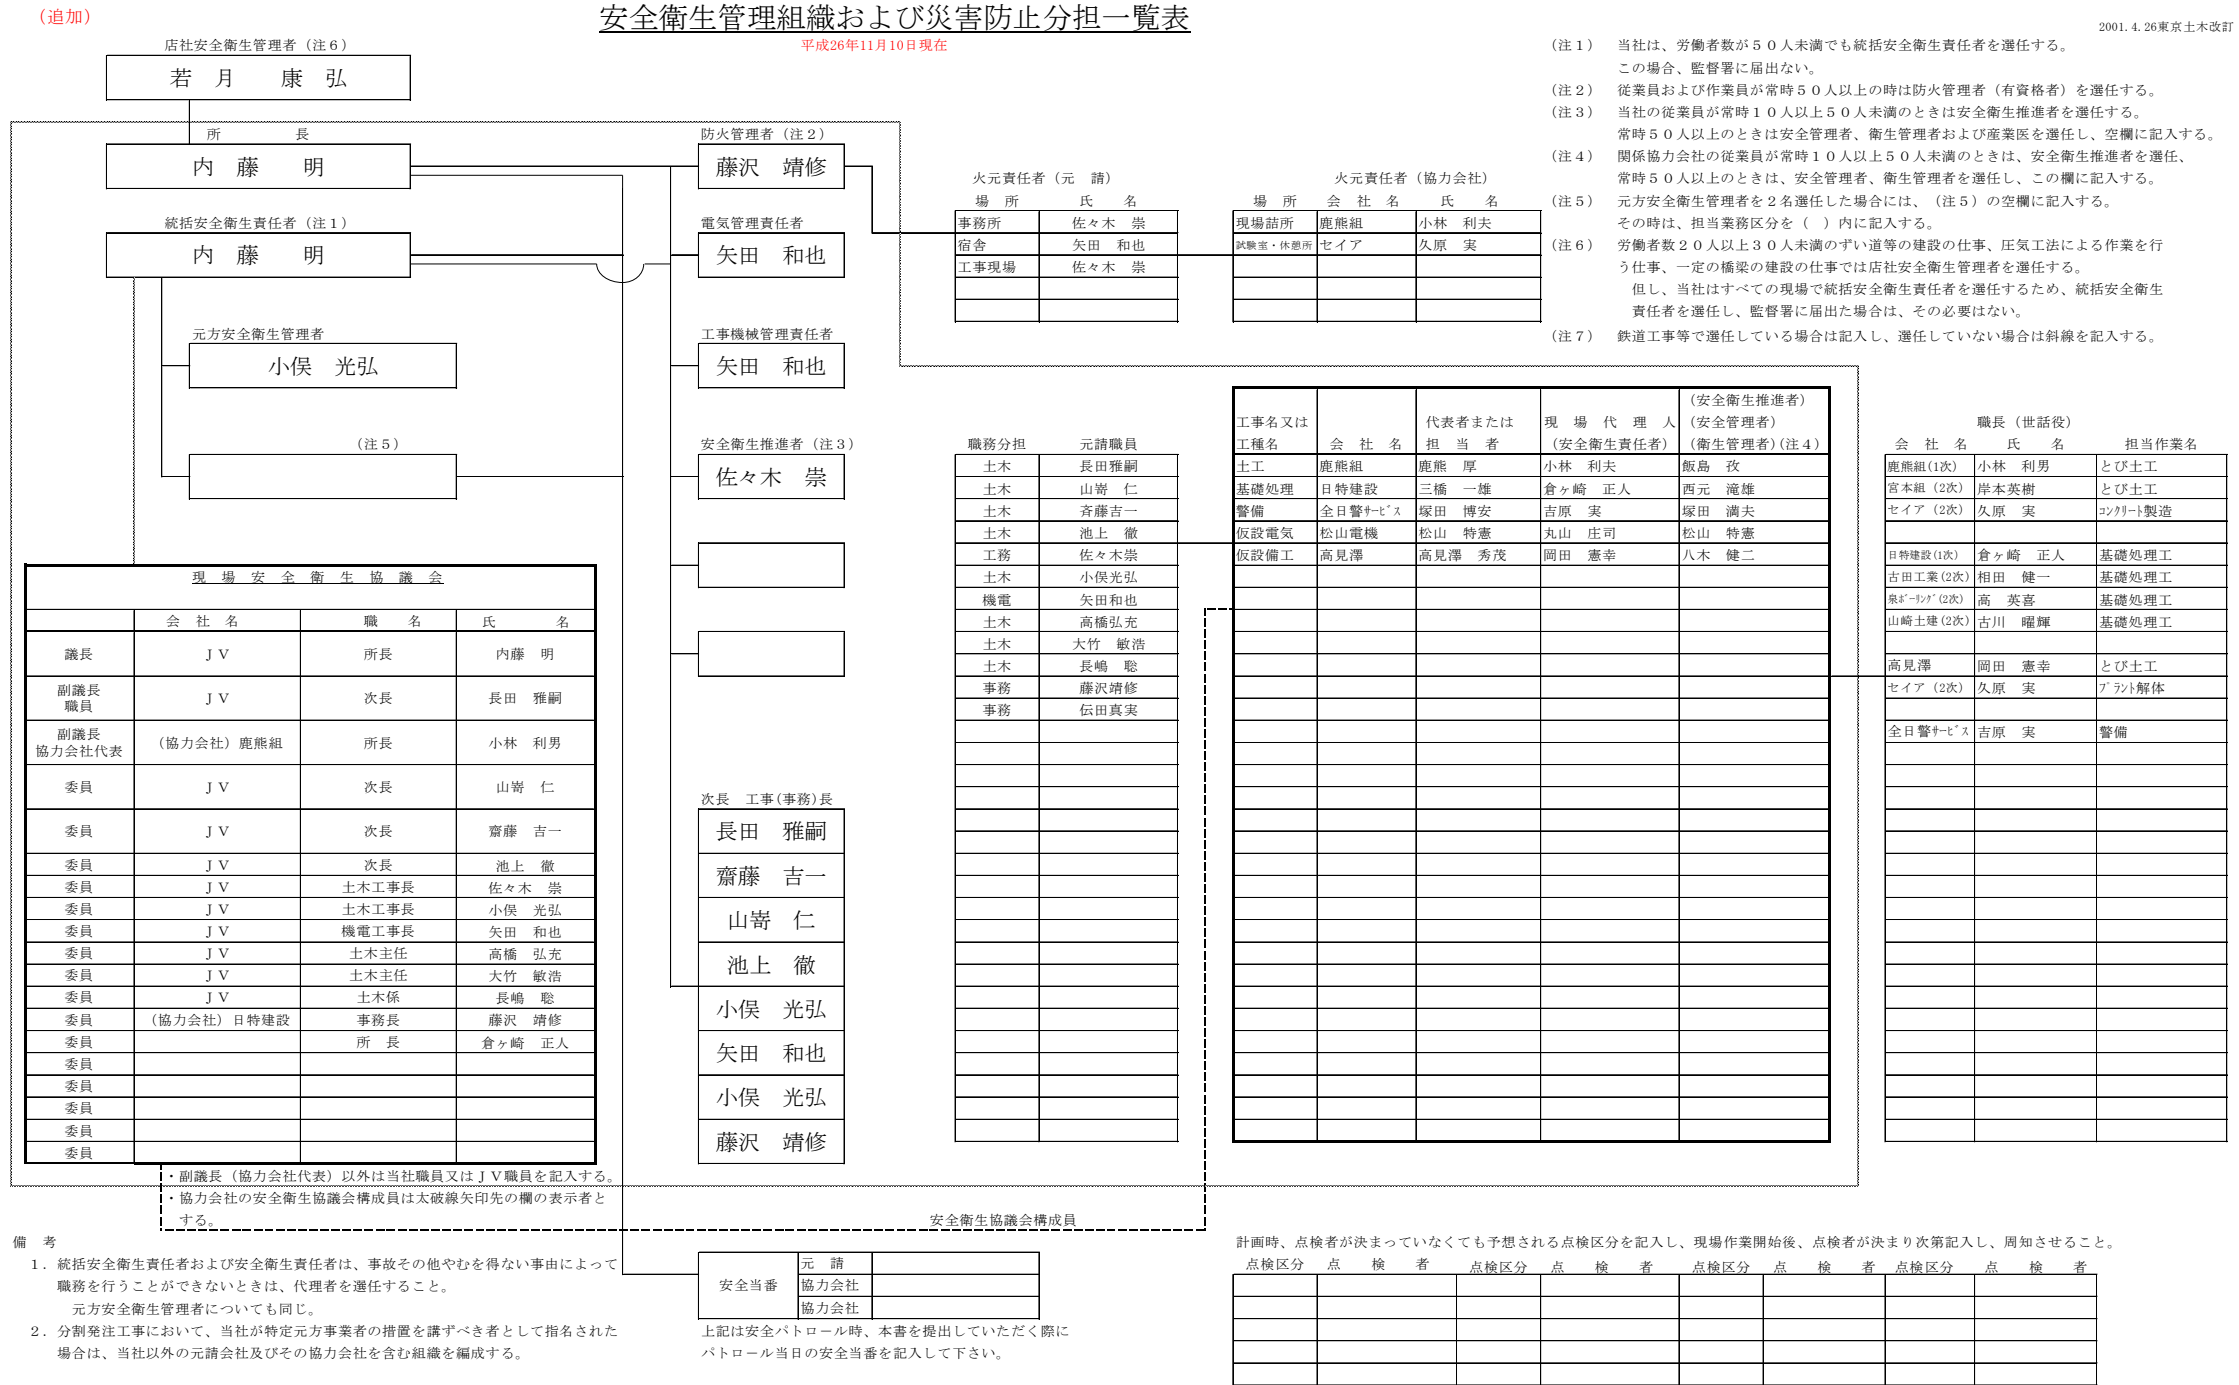 （追加）
安全衛生管理組織および災害防止分担一覧表
平成26年11月10日現在
2001.4.26東京土木改訂
店社安全衛生管理者（注６）
若　月　　康　弘
所　　　　　長
内　藤　　明
統括安全衛生責任者（注１）
内　藤　　明
元方安全衛生管理者
小俣　光弘
（注５）
防火管理者（注２）
藤沢　靖修
電気管理責任者
矢田　和也
工事機械管理責任者
矢田　和也
安全衛生推進者（注３）
佐々木　崇
次長　工事(事務)長
長田　雅嗣
齋藤　吉一
山嵜　仁
池上　徹
小俣　光弘
矢田　和也
小俣　光弘
藤沢　靖修
火元責任者（元　請）
場　所　氏　　名
事務所　佐々木　崇
宿舎　矢田　和也
工事現場　佐々木　崇
火元責任者（協力会社）
場　所　会　社　名　氏　　名
現場詰所　鹿熊組　小林　利夫
試験室・休憩所　セイア　久原　実
（注１）　当社は、労働者数が５０人未満でも統括安全衛生責任者を選任する。
この場合、監督署に届出ない。
（注２）　従業員および作業員が常時５０人以上の時は防火管理者（有資格者）を選任する。
（注３）　当社の従業員が常時１０人以上５０人未満のときは安全衛生推進者を選任する。
常時５０人以上のときは安全管理者、衛生管理者および産業医を選任し、空欄に記入する。
（注４）　関係協力会社の従業員が常時１０人以上５０人未満のときは、安全衛生推進者を選任、
常時５０人以上のときは、安全管理者、衛生管理者を選任し、この欄に記入する。
（注５）　元方安全衛生管理者を２名選任した場合には、（注５）の空欄に記入する。
その時は、担当業務区分を（　）内に記入する。
（注６）　労働者数２０人以上３０人未満のずい道等の建設の仕事、圧気工法による作業を行
う仕事、一定の橋梁の建設の仕事では店社安全衛生管理者を選任する。
但し、当社はすべての現場で統括安全衛生責任者を選任するため、統括安全衛生
責任者を選任し、監督署に届出た場合は、その必要はない。
（注７）　鉄道工事等で選任している場合は記入し、選任していない場合は斜線を記入する。
職務分担　元請職員
土木　長田雅嗣
土木　山嵜　仁
土木　斉藤吉一
土木　池上　徹
工務　佐々木崇
土木　小俣光弘
機電　矢田和也
土木　高橋弘充
土木　大竹　敏浩
土木　長嶋　聡
事務　藤沢靖修
事務　伝田真実
（安全衛生推進者）
工事名又は　代表者または　現　場　代　理　人　（安全管理者）
工種名　会　社　名　担　当　者　（安全衛生責任者）　（衛生管理者）(注４)
土工　鹿熊組　鹿熊　厚　小林　利夫　飯島　孜
基礎処理　日特建設　三橋　一雄　倉ヶ崎　正人　西元　滝雄
警備　全日警ｻｰﾋﾞｽ　塚田　博安　吉原　実　塚田　満夫
仮設電気　松山電機　松山　特憲　丸山　庄司　松山　特憲
仮設備工　高見澤　高見澤　秀茂　岡田　憲幸　八木　健二
職長（世話役）
会　社　名　氏　　名　担当作業名
鹿熊組(1次)　小林　利男　とび土工
宮本組（2次）　岸本英樹　とび土工
セイア（2次）　久原　実　ｺﾝｸﾘｰﾄ製造
日特建設(1次)　倉ヶ崎　正人　基礎処理工
古田工業(2次)　相田　健一　基礎処理工
泉ﾎﾞｰﾘﾝｸﾞ(2次)　高　英喜　基礎処理工
山崎土建(2次)　古川　曜輝　基礎処理工
高見澤　岡田　憲幸　とび土工
セイア（2次）　久原　実　ﾌﾟﾗﾝﾄ解体
全日警ｻｰﾋﾞｽ　吉原　実　警備
現　場　安　全　衛　生　協　議　会
会　社　名　職　　名　氏　　　　名
議長　ＪＶ　所長　内藤　明
副議長
職員　ＪＶ　次長　長田　雅嗣
副議長
協力会社代表　（協力会社）鹿熊組　所長　小林　利男
委員　ＪＶ　次長　山嵜　仁
委員　ＪＶ　次長　齋藤　吉一
委員　ＪＶ　次長　池上　徹
委員　ＪＶ　土木工事長　佐々木　崇
委員　ＪＶ　土木工事長　小俣　光弘
委員　ＪＶ　機電工事長　矢田　和也
委員　ＪＶ　土木主任　高橋　弘充
委員　ＪＶ　土木主任　大竹　敏浩
委員　ＪＶ　土木係　長嶋　聡
委員　（協力会社）日特建設　事務長　藤沢　靖修
委員　所　長　倉ヶ崎　正人
委員
委員
委員
委員
委員
・副議長（協力会社代表）以外は当社職員又はＪＶ職員を記入する。
・協力会社の安全衛生協議会構成員は太破線矢印先の欄の表示者と
する。
安全衛生協議会構成員
備　考
１．統括安全衛生責任者および安全衛生責任者は、事故その他やむを得ない事由によって
職務を行うことができないときは、代理者を選任すること。
元方安全衛生管理者についても同じ。
２．分割発注工事において、当社が特定元方事業者の措置を講ずべき者として指名された
場合は、当社以外の元請会社及びその協力会社を含む組織を編成する。
安全当番　元　請
協力会社
協力会社
上記は安全パトロール時、本書を提出していただく際に
パトロール当日の安全当番を記入して下さい。
計画時、点検者が決まっていなくても予想される点検区分を記入し、現場作業開始後、点検者が決まり次第記入し、周知させること。
点検区分　点　検　者　点検区分　点　検　者　点検区分　点　検　者　点検区分　点　検　者